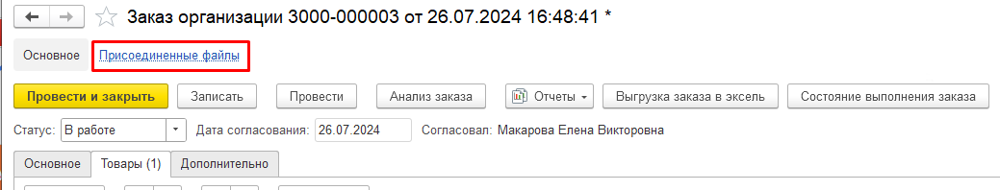 Заказ организации 3000-000003 от 26.07.2024 16:48:41 *
Основное Присоединенные файлы
Провести и закрыть Записать Провести Анализ заказа Отчеты Выгрузка заказа в эксель Состояние выполнения заказа
Статус: В работе Дата согласования: 26.07.2024 Согласовал: Макарова Елена Викторовна
Основное Товары (1) Дополнительно